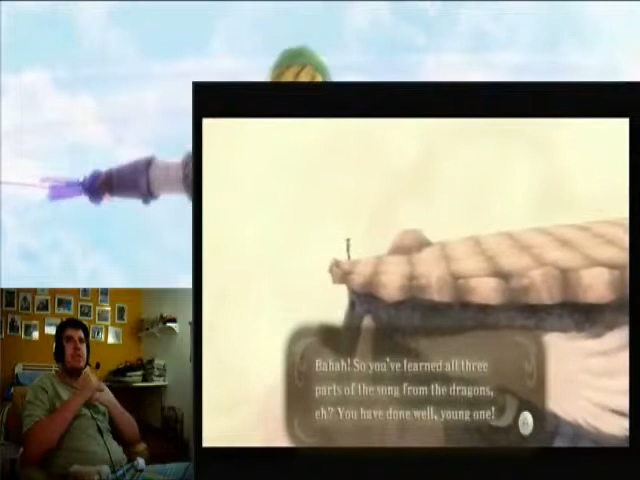 Bahah! So you've learned all three
parts of the song from the dragons,
eh? You have done well, young one!